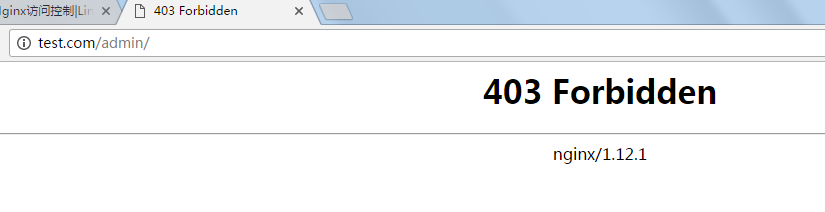 Nginx访问控制|Lin
403 Forbidden
test.com/admin/
403 Forbidden
nginx/1.12.1